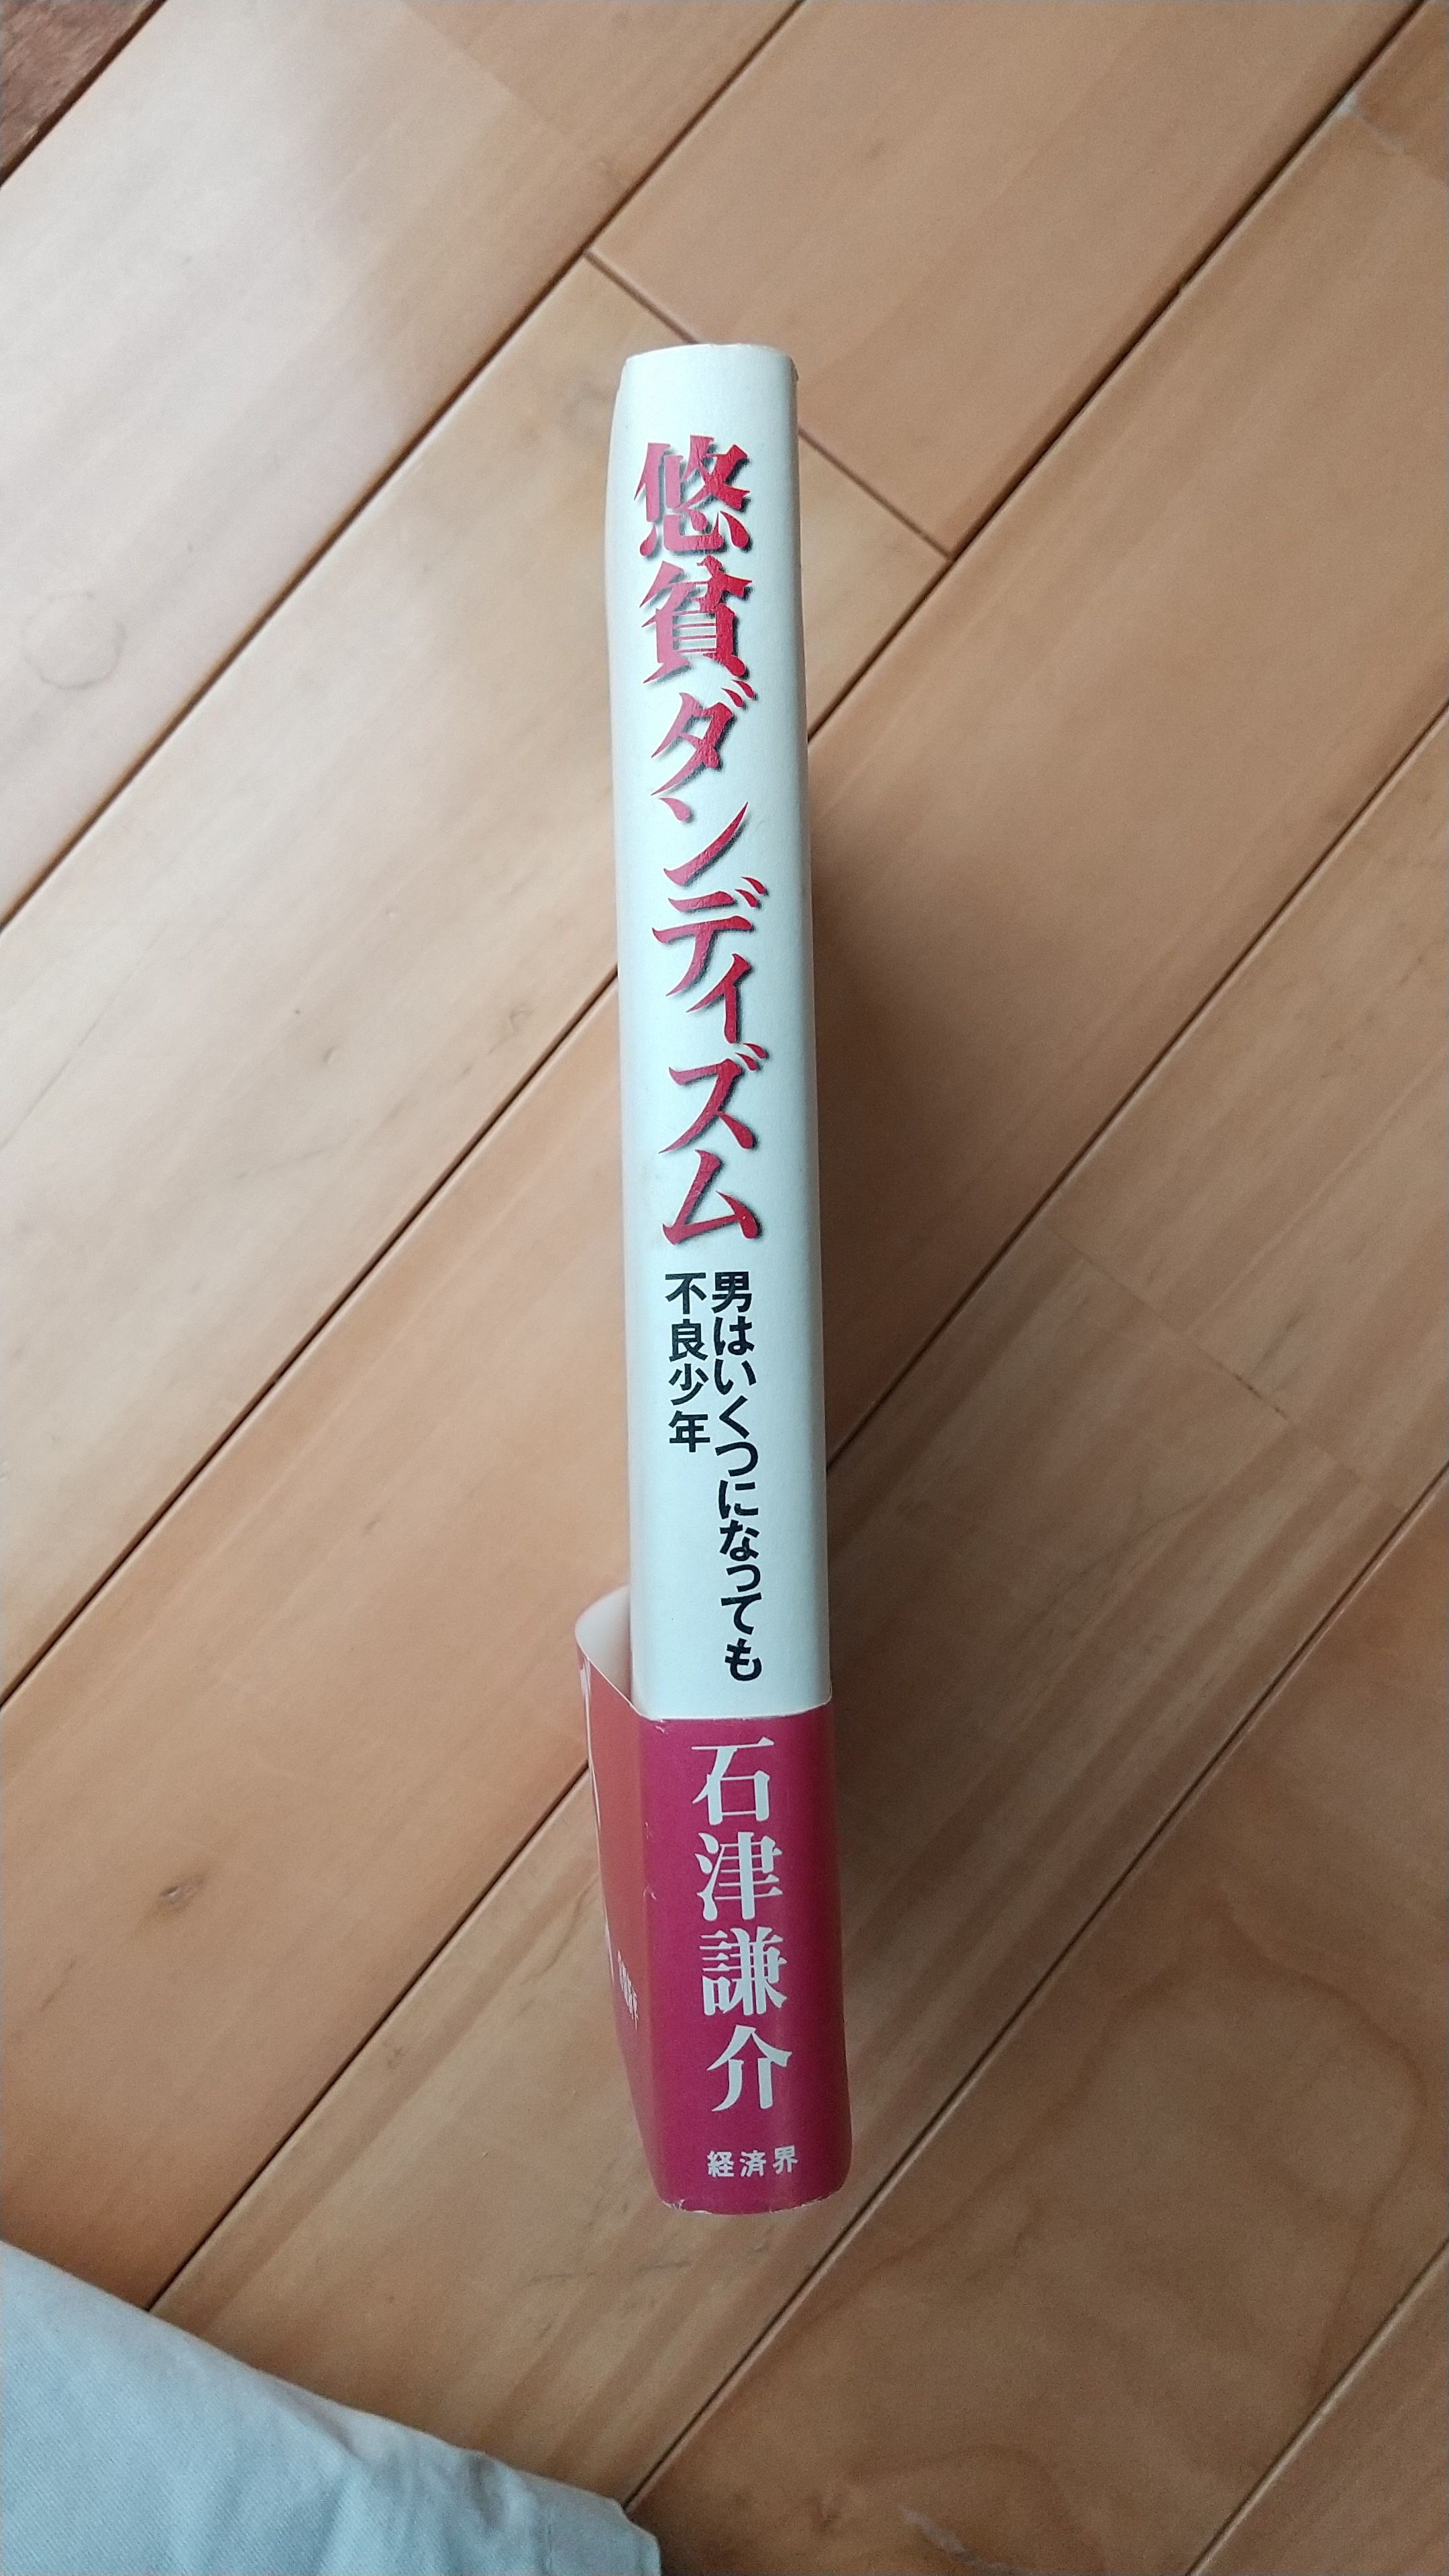 悠貧ダンディズム
男はいくつになっても
不良少年
石津謙介
経済界